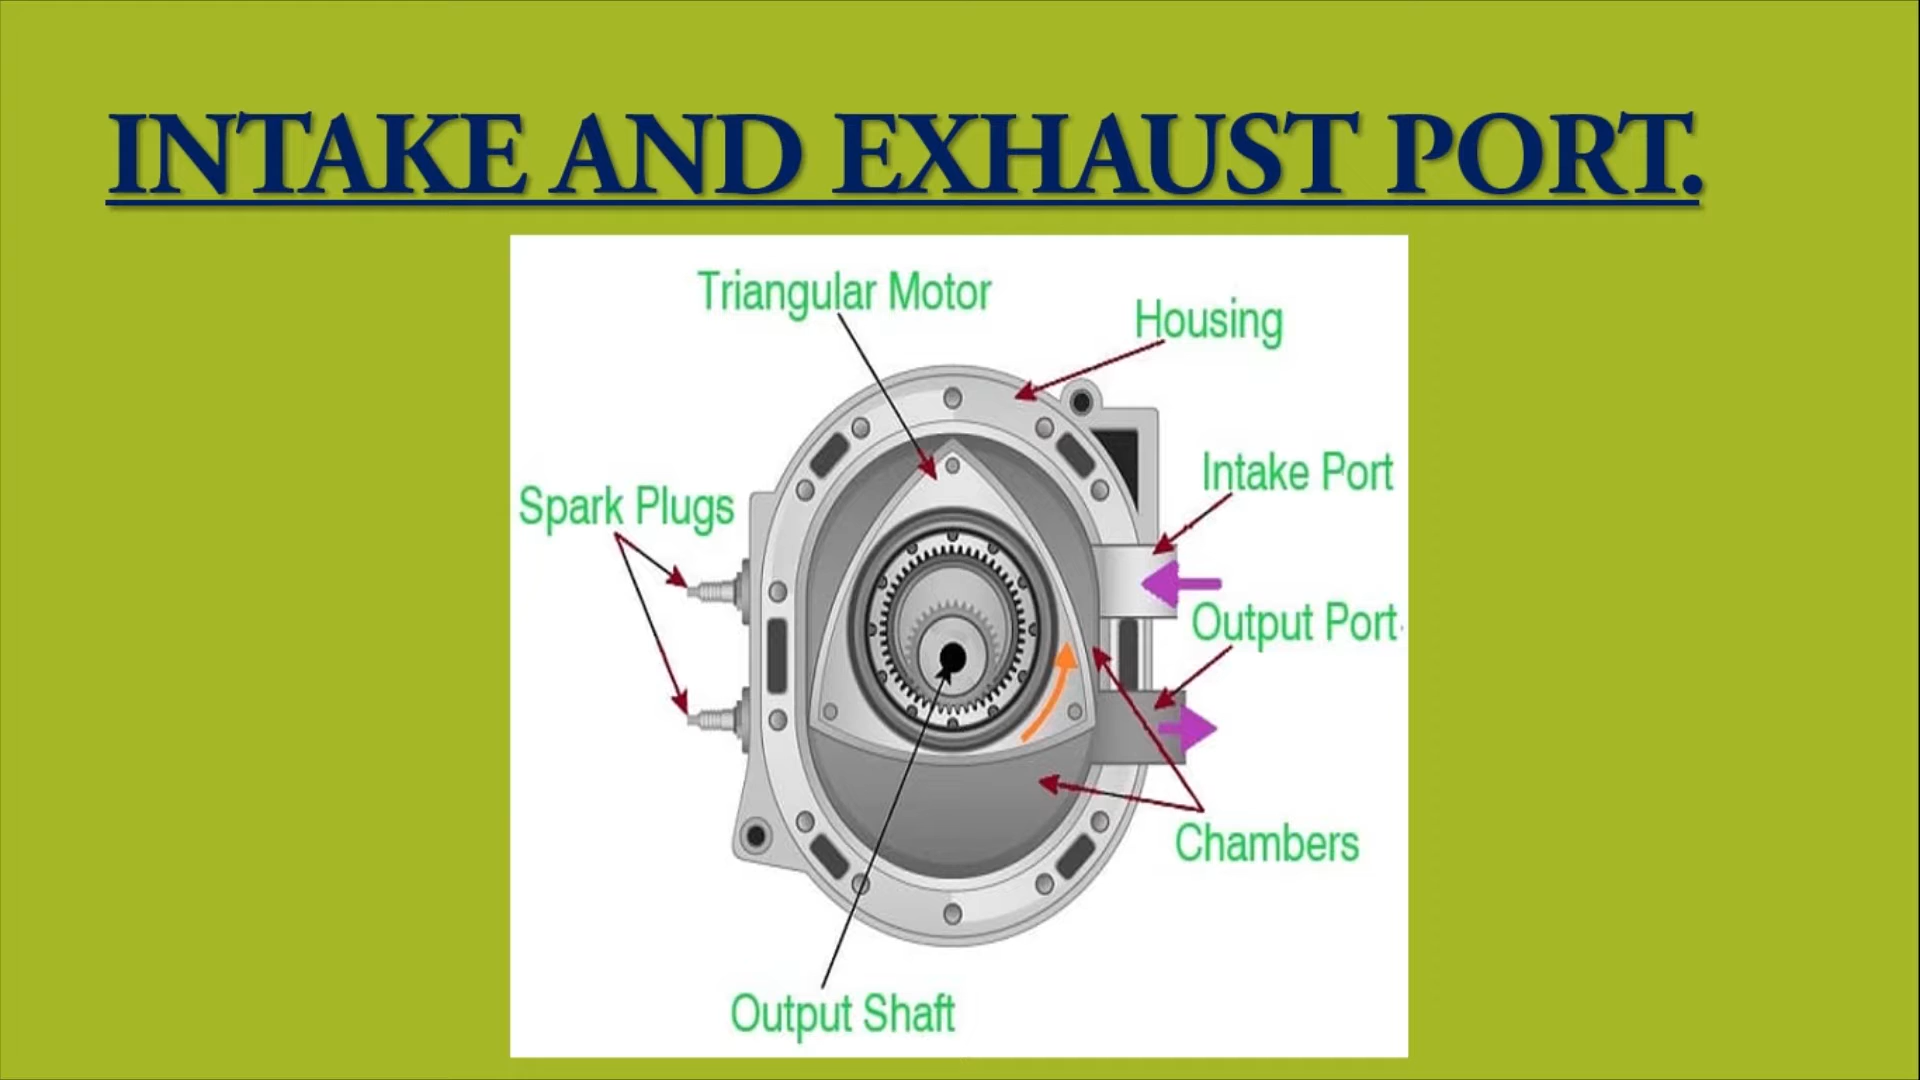 INTAKE AND EXHAUST PORT.
Triangular Motor
Housing
Intake Port
Spark Plugs
Output Port
Chambers
Output Shaft